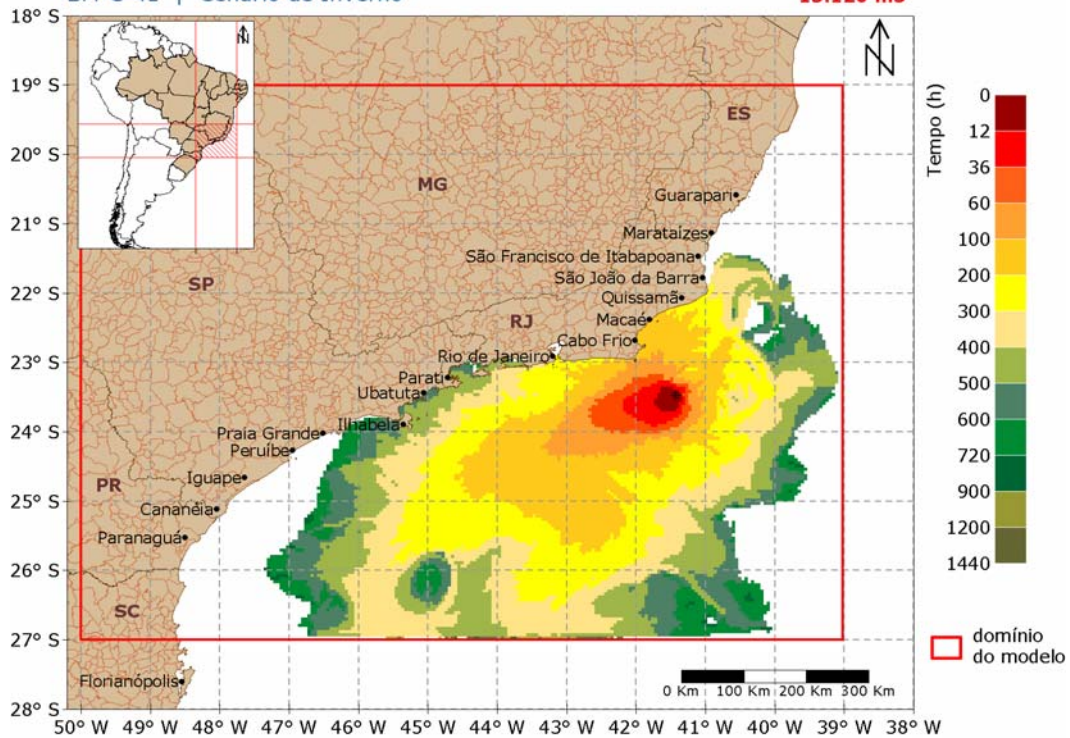 18° S
19° S
20° S
21° S
22° S
23° S
24° S
25° S
26° S
27° S
28° S
N
N
ES
MG
Guarapari
Marataízes
São Francisco de Itabapoana
SP
São João da Barra
Quissamã
RJ
Macaé
Cabo Frio
Rio de Janeiro
Parati
Ubatuta
Ilhabela
Praia Grande
Peruíbe
PR
Iguape
Cananéia
Paranaguá
SC
Florianópolis
0 Km 100 Km 200 Km 300 Km
50° W 49° W 48° W 47° W 46° W 45° W 44° W 43° W 42° W 41° W 40° W 39° W 38° W
Tempo (h)
0
12
36
60
100
200
300
400
500
600
720
900
1200
1440
domínio
do modelo